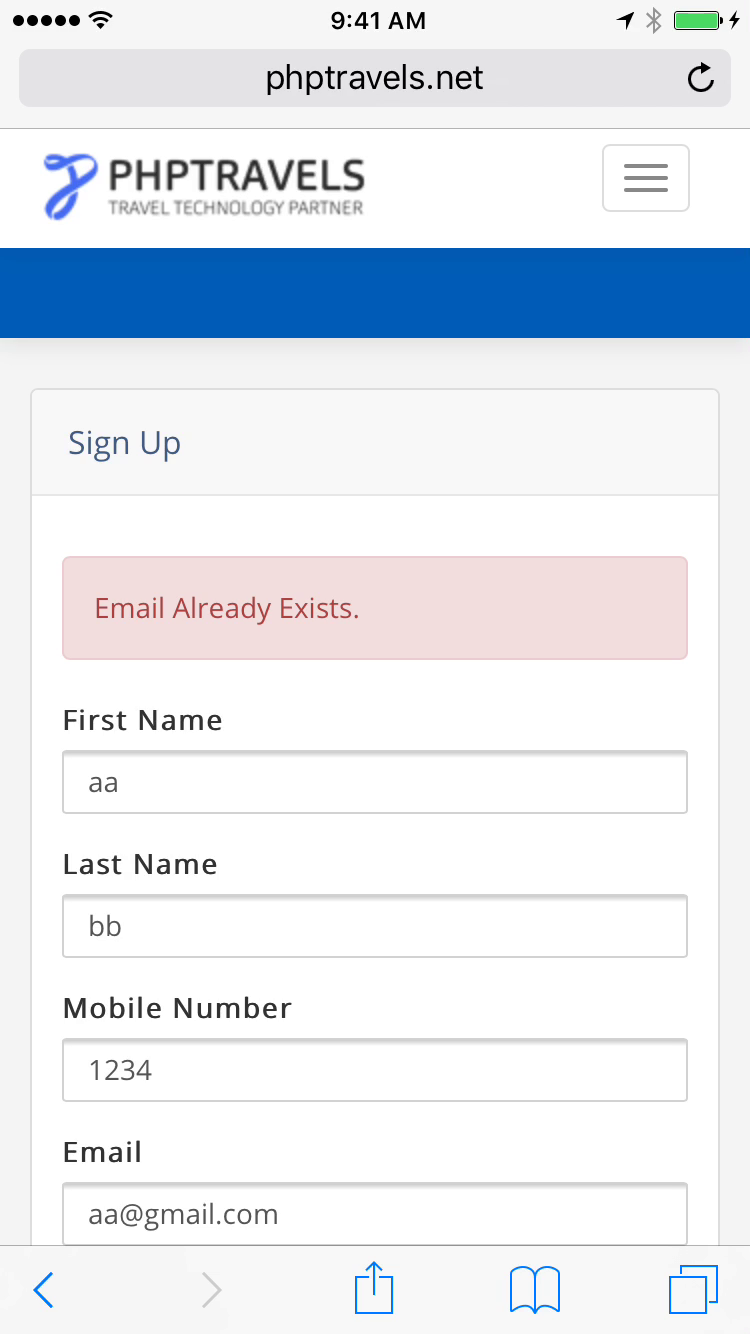 9:41 AM
phptravels.net
PHPTRAVELS
TRAVEL TECHNOLOGY PARTNER
Sign Up
Email Already Exists.
First Name
aa
Last Name
bb
Mobile Number
1234
Email
aa@gmail.com